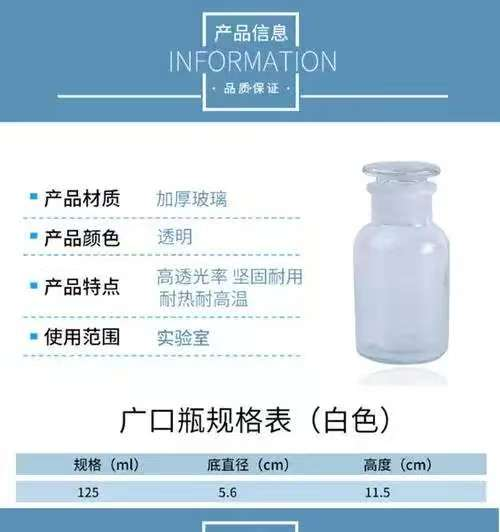 产品信息
INFORMATION
·品质保证·
产品材质 加厚玻璃
产品颜色 透明
产品特点 高透光率 坚固耐用
耐热耐高温
使用范围 实验室
广口瓶规格表（白色）
规格（ml） 底直径（cm） 高度（cm）
125 5.6 11.5